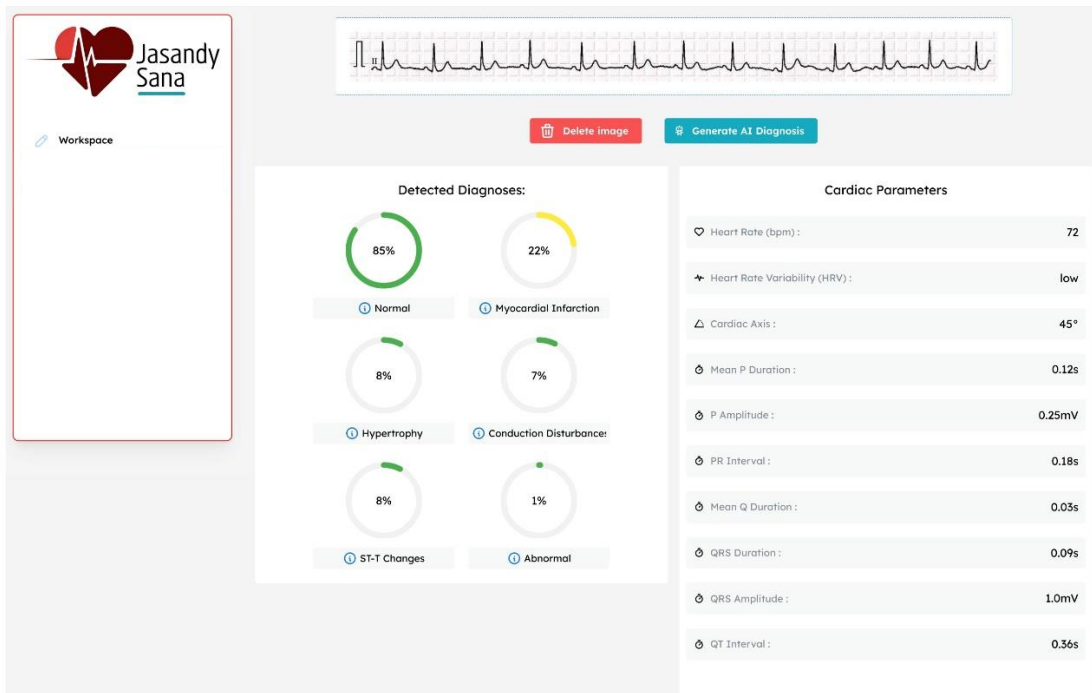 Jasandy
Sana
Workspace
II
Delete image
Generate AI Diagnosis
Detected Diagnoses:
85%
22%
Normal
Myocardial Infarction
8%
7%
Hypertrophy
Conduction Disturbances
8%
1%
ST-T Changes
Abnormal
Cardiac Parameters
Heart Rate (bpm) : 72
Heart Rate Variability (HRV) : low
Cardiac Axis : 45°
Mean P Duration : 0.12s
P Amplitude : 0.25mV
PR Interval : 0.18s
Mean Q Duration : 0.03s
QRS Duration : 0.09s
QRS Amplitude : 1.0mV
QT Interval : 0.36s